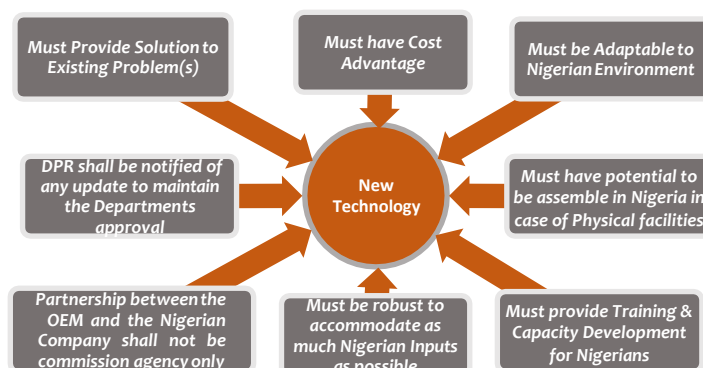 Must Provide Solution to
Existing Problem(s)
Must have Cost
Advantage
Must be Adaptable to
Nigerian Environment
DPR shall be notified of
any update to maintain
the Departments
approval
New
Technology
Must have potential to
be assemble in Nigeria in
case of Physical facilities
Partnership between the
OEM and the Nigerian
Company shall not be
commission agency only
Must be robust to
accommodate as
much Nigerian Inputs
as possible
Must provide Training &
Capacity Development
for Nigerians